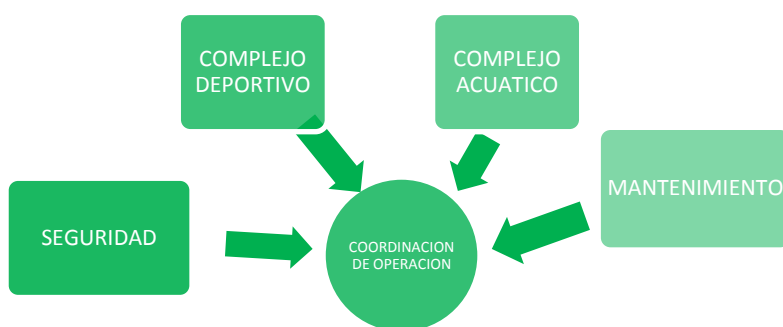 COMPLEJO
DEPORTIVO
COMPLEJO
ACUATICO
MANTENIMIENTO
SEGURIDAD
COORDINACION
DE OPERACION